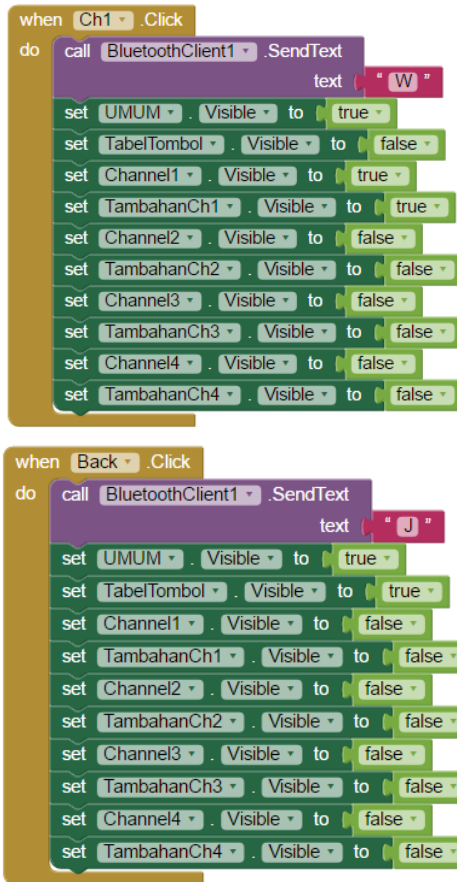 when Ch1 .Click
do call BluetoothClient1 .SendText
text " W "
set UMUM . Visible to true
set TabelTombol . Visible to false
set Channel1 . Visible to true
set TambahanCh1 . Visible to true
set Channel2 . Visible to false
set TambahanCh2 . Visible to false
set Channel3 . Visible to false
set TambahanCh3 . Visible to false
set Channel4 . Visible to false
set TambahanCh4 . Visible to false
when Back .Click
do call BluetoothClient1 .SendText
text " J "
set UMUM . Visible to true
set TabelTombol . Visible to true
set Channel1 . Visible to false
set TambahanCh1 . Visible to false
set Channel2 . Visible to false
set TambahanCh2 . Visible to false
set Channel3 . Visible to false
set TambahanCh3 . Visible to false
set Channel4 . Visible to false
set TambahanCh4 . Visible to false